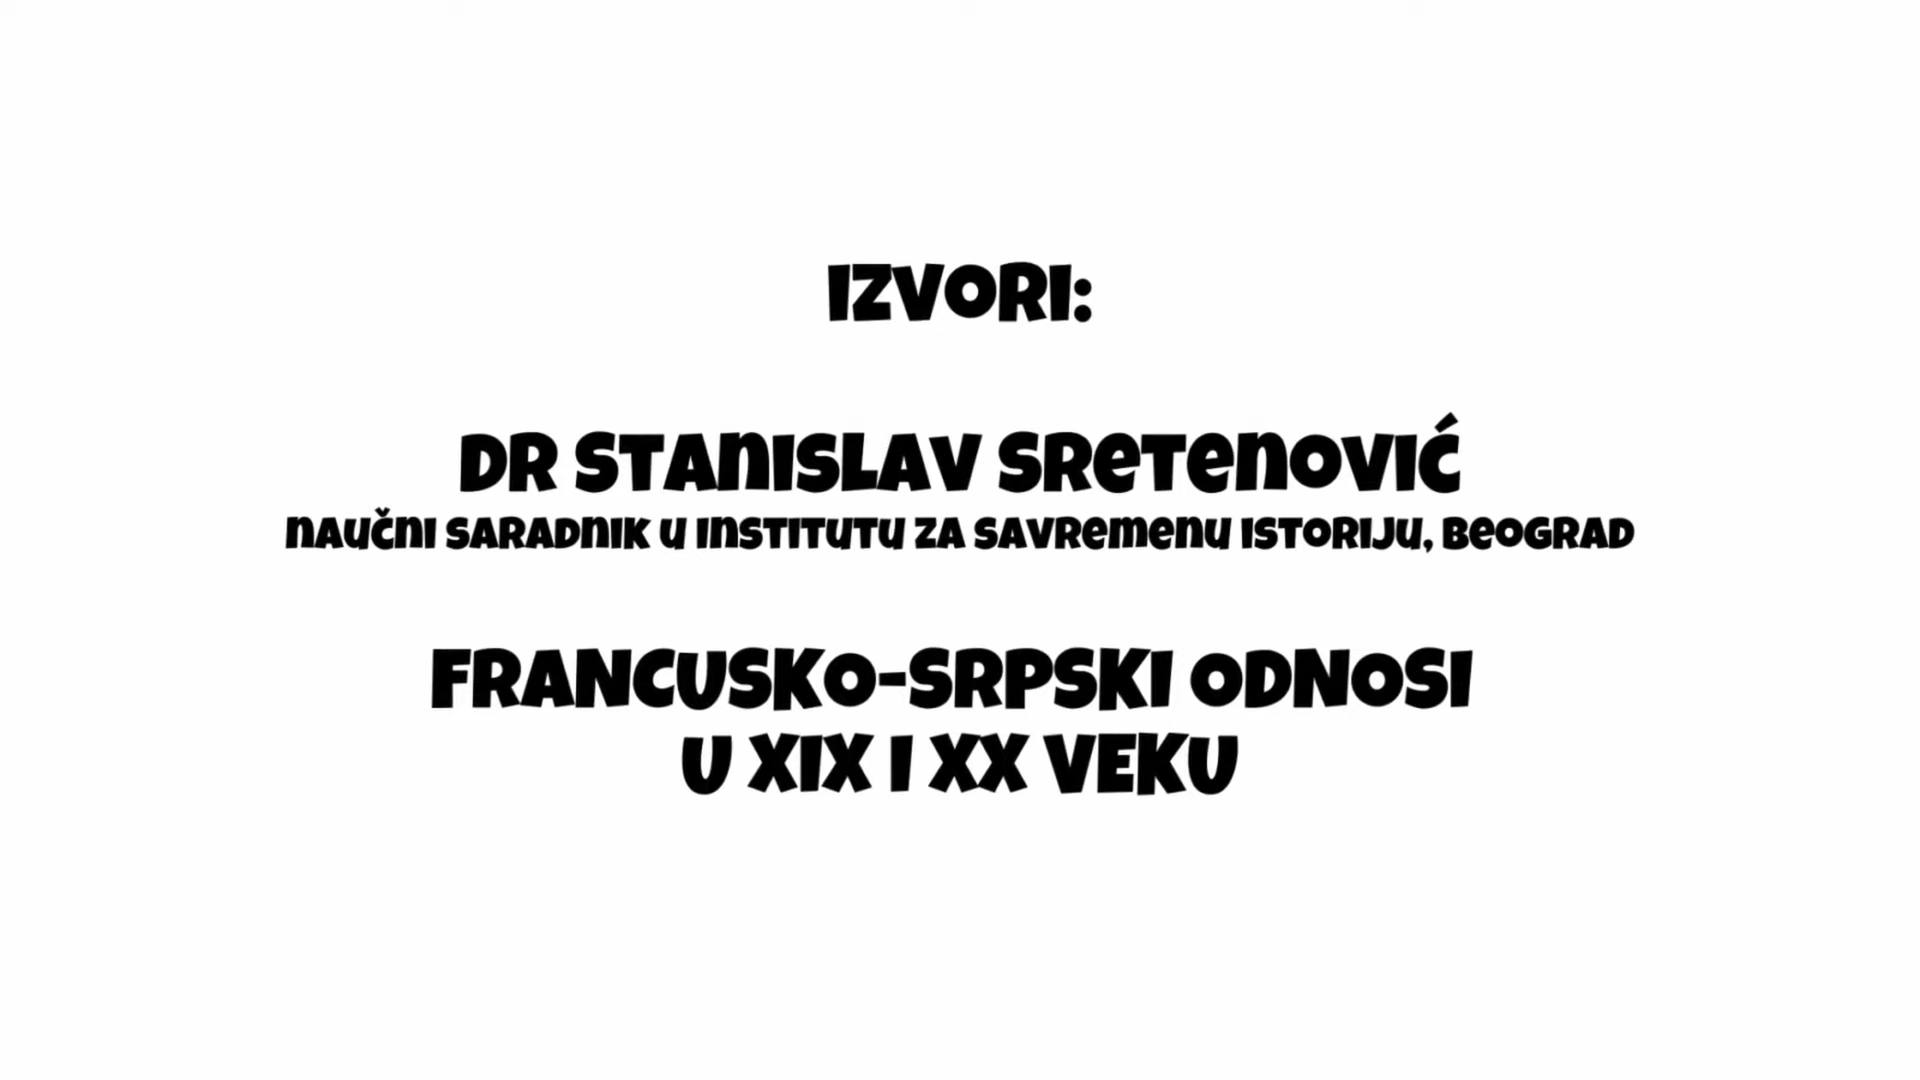 IZVORI:
DR STANISLAV SRETENOVIĆ
NAUČNI SARADNIK U INSTITUTU ZA SAVREMENU ISTORIJU, BEOGRAD
FRANCUSKO-SRPSKI ODNOSI
U XIX I XX VEKU